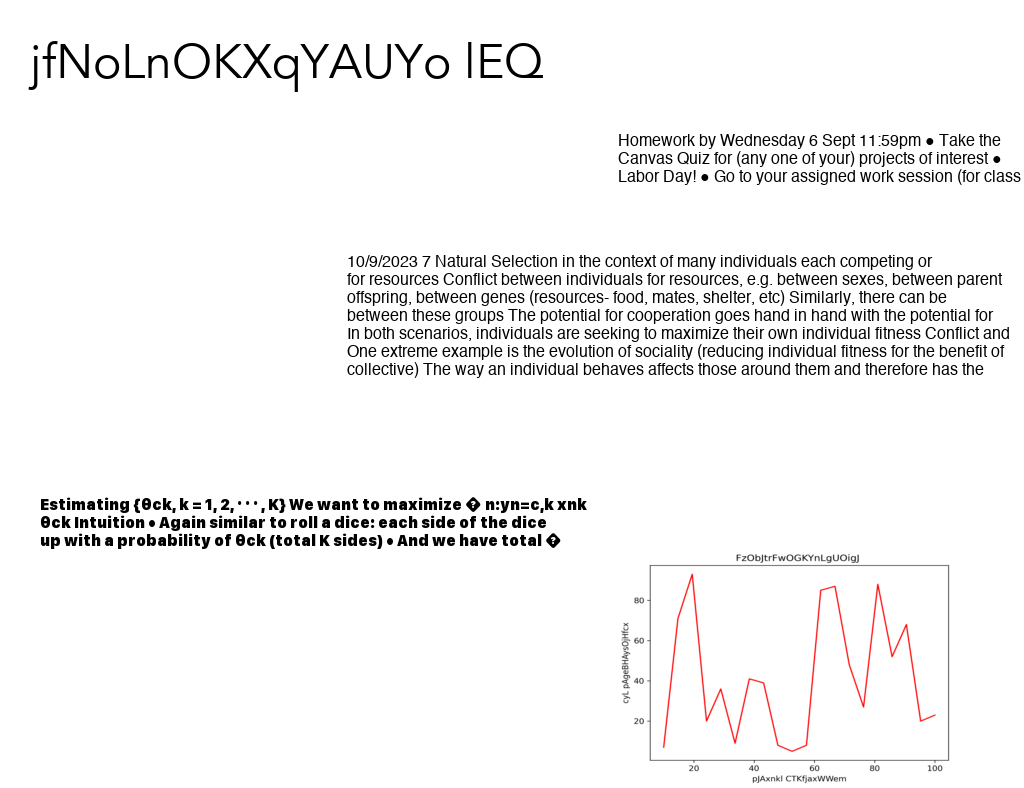 jfNoLnOKXqYAUYo lEQ
Homework by Wednesday 6 Sept 11:59pm ● Take the
Canvas Quiz for (any one of your) projects of interest ●
Labor Day! ● Go to your assigned work session (for class
10/9/2023 7 Natural Selection in the context of many individuals each competing or
for resources Conflict between individuals for resources, e.g. between sexes, between parent
offspring, between genes (resources- food, mates, shelter, etc) Similarly, there can be
between these groups The potential for cooperation goes hand in hand with the potential for
In both scenarios, individuals are seeking to maximize their own individual fitness Conflict and
One extreme example is the evolution of sociality (reducing individual fitness for the benefit of
collective) The way an individual behaves affects those around them and therefore has the
Estimating {θck, k = 1, 2, · · · , K} We want to maximize � n:yn=c,k xnk
θck Intuition • Again similar to roll a dice: each side of the dice
up with a probability of θck (total K sides) • And we have total �
FzObJtrFwOGKYnLgUOigJ
cyL pAgeBHAysOjHfcx
80
60
40
20
20 40 60 80 100
pJAxnkl CTKfjaxWWem